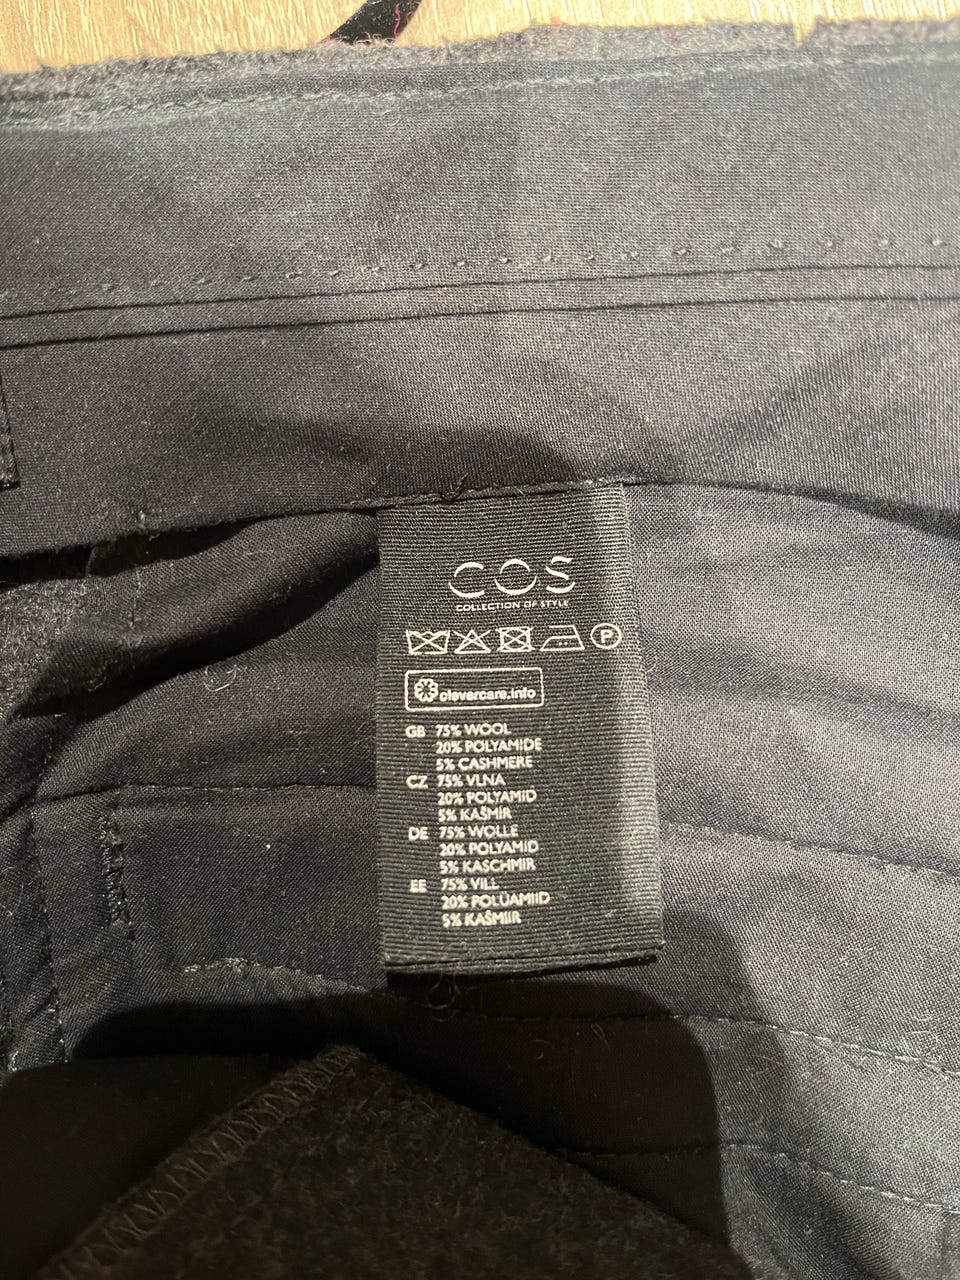 COS
COLLECTION OF STYLE
P
clevercare.info
GB 75% WOOL
20% POLYAMIDE
5% CASHMERE
CZ 75% VLNA
20% POLYAMID
5% KAŠMÍR
DE 75% WOLLE
20% POLYAMID
5% KASCHMIR
EE 75% VILL
20% POLÜAMIID
5% KAŠMIIR